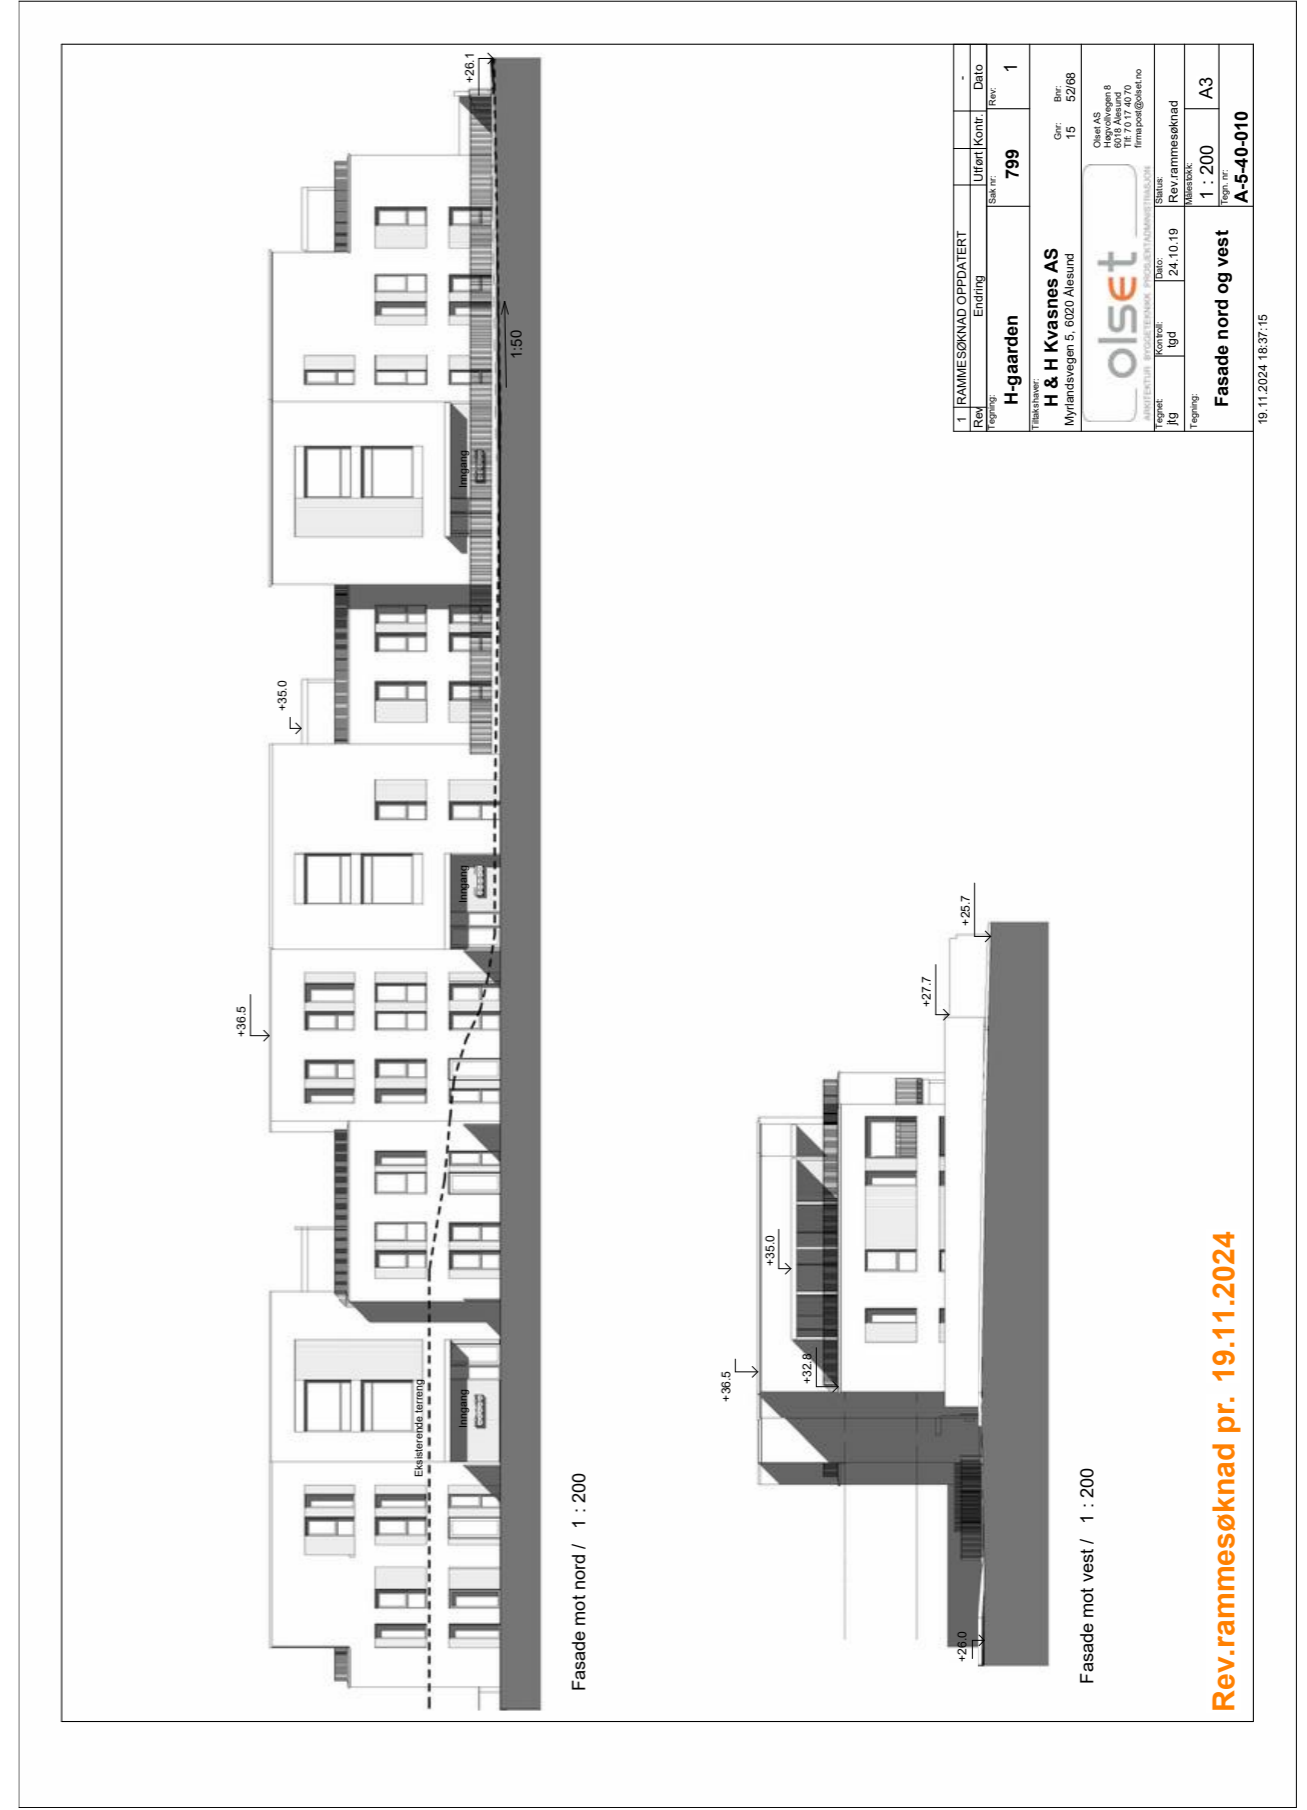 +36.5
+35.0
+26.1
Eksisterende terreng
Inngang
Inngang
Inngang
1:50
Fasade mot nord / 1 : 200
+36.5
+35.0
+32.8
+27.7
+25.7
+26.0
Fasade mot vest / 1 : 200
Rev.rammesøknad pr. 19.11.2024
1 RAMMESØKNAD OPPDATERT -
Rev Endring Utført Kontr. Dato
Tegning: Sak nr: Rev:
H-gaarden 799 1
Tiltakshaver:
H & H Kvasnes AS Gnr: Bnr:
Myrlandsvegen 5, 6020 Ålesund 15 52/68
olset
ARKITEKTUR BYGGETEKNIKK PROSJEKTADMINISTRASJON
Olset AS
Høgvollvegen 8
6018 Ålesund
Tlf: 70 17 40 70
firmapost@olset.no
Tegnet: Kontroll: Dato: Status:
jtg tgd 24.10.19 Rev.rammesøknad
Tegning: Målestokk:
Fasade nord og vest 1 : 200 A3
Tegn. nr:
A-5-40-010
19.11.2024 18:37:15